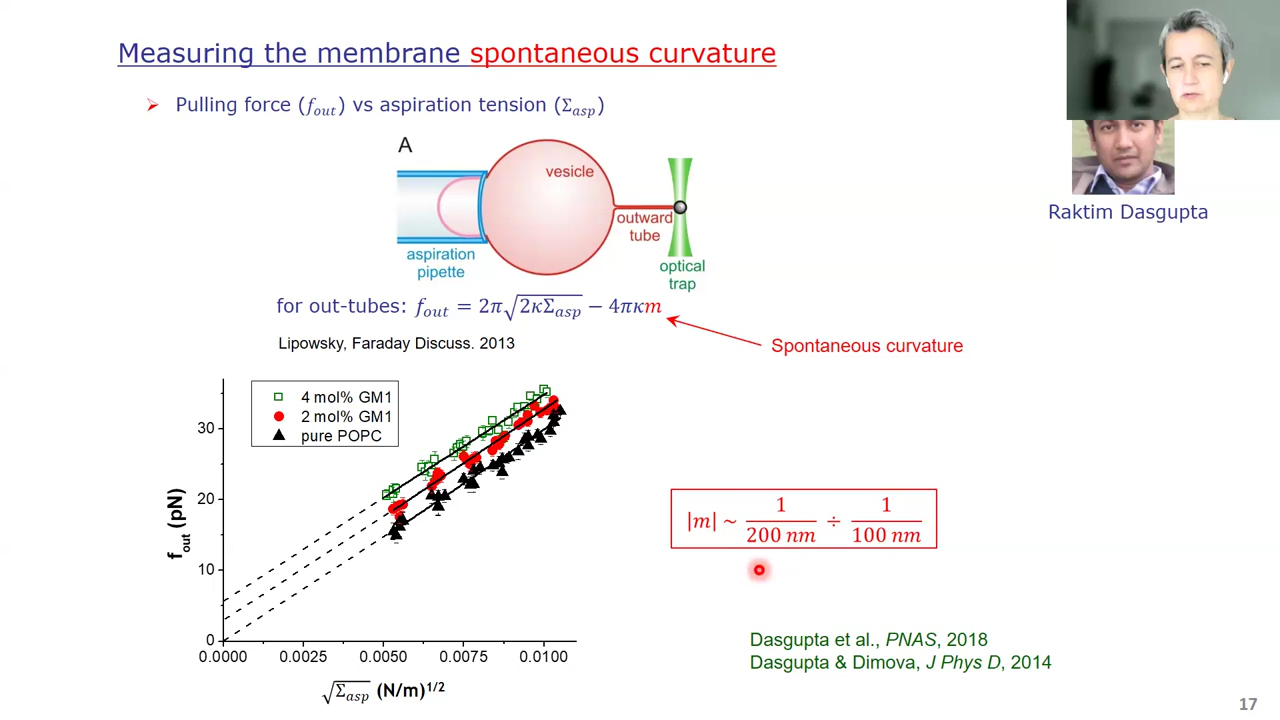 Measuring the membrane spontaneous curvature
➢ Pulling force (f_out) vs aspiration tension (Σ_asp)
A
vesicle
outward
tube
aspiration
pipette
optical
trap
Raktim Dasgupta
for out-tubes: f_out = 2π√(2κΣ_asp) − 4πκm
Lipowsky, Faraday Discuss. 2013
Spontaneous curvature
4 mol% GM1
2 mol% GM1
pure POPC
30
20
10
0
f_out (pN)
0.0000 0.0025 0.0050 0.0075 0.0100
√Σ_asp (N/m)^1/2
|m| ~ 1/200 nm ÷ 1/100 nm
Dasgupta et al., PNAS, 2018
Dasgupta & Dimova, J Phys D, 2014
17